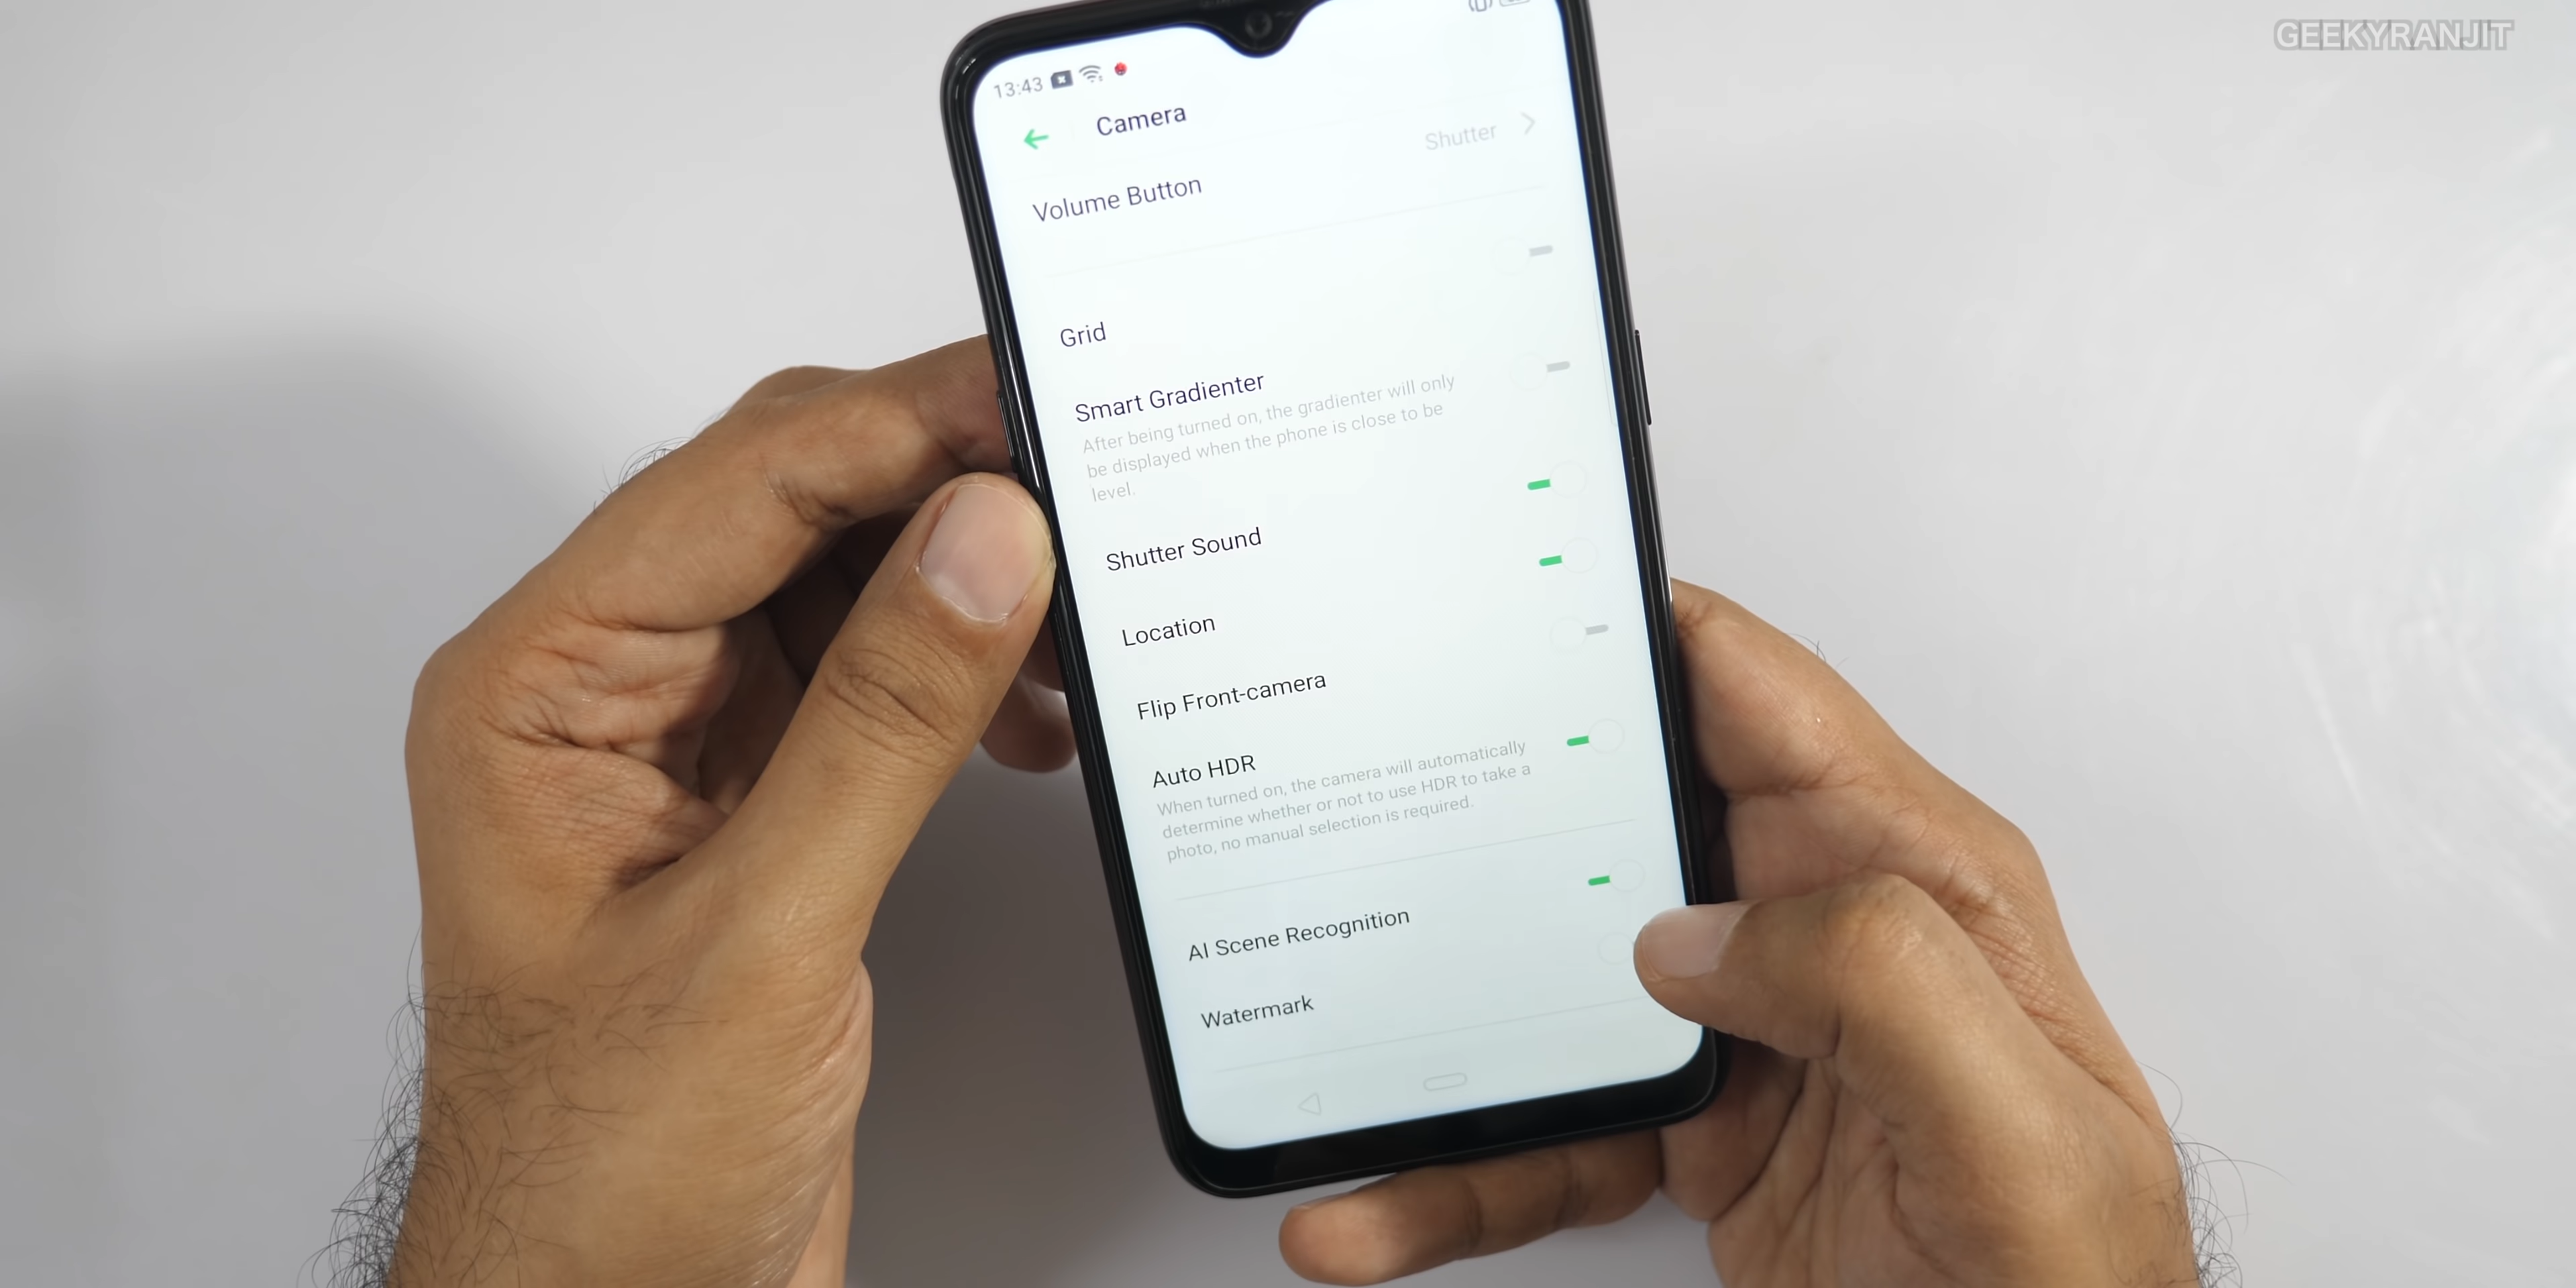 GEEKYRANJIT
13:43
Camera
Volume Button
Shutter
Grid
Smart Gradienter
After being turned on, the gradienter will only
be displayed when the phone is close to be
level.
Shutter Sound
Location
Flip Front-camera
Auto HDR
When turned on, the camera will automatically
determine whether or not to use HDR to take a
photo, no manual selection is required.
AI Scene Recognition
Watermark